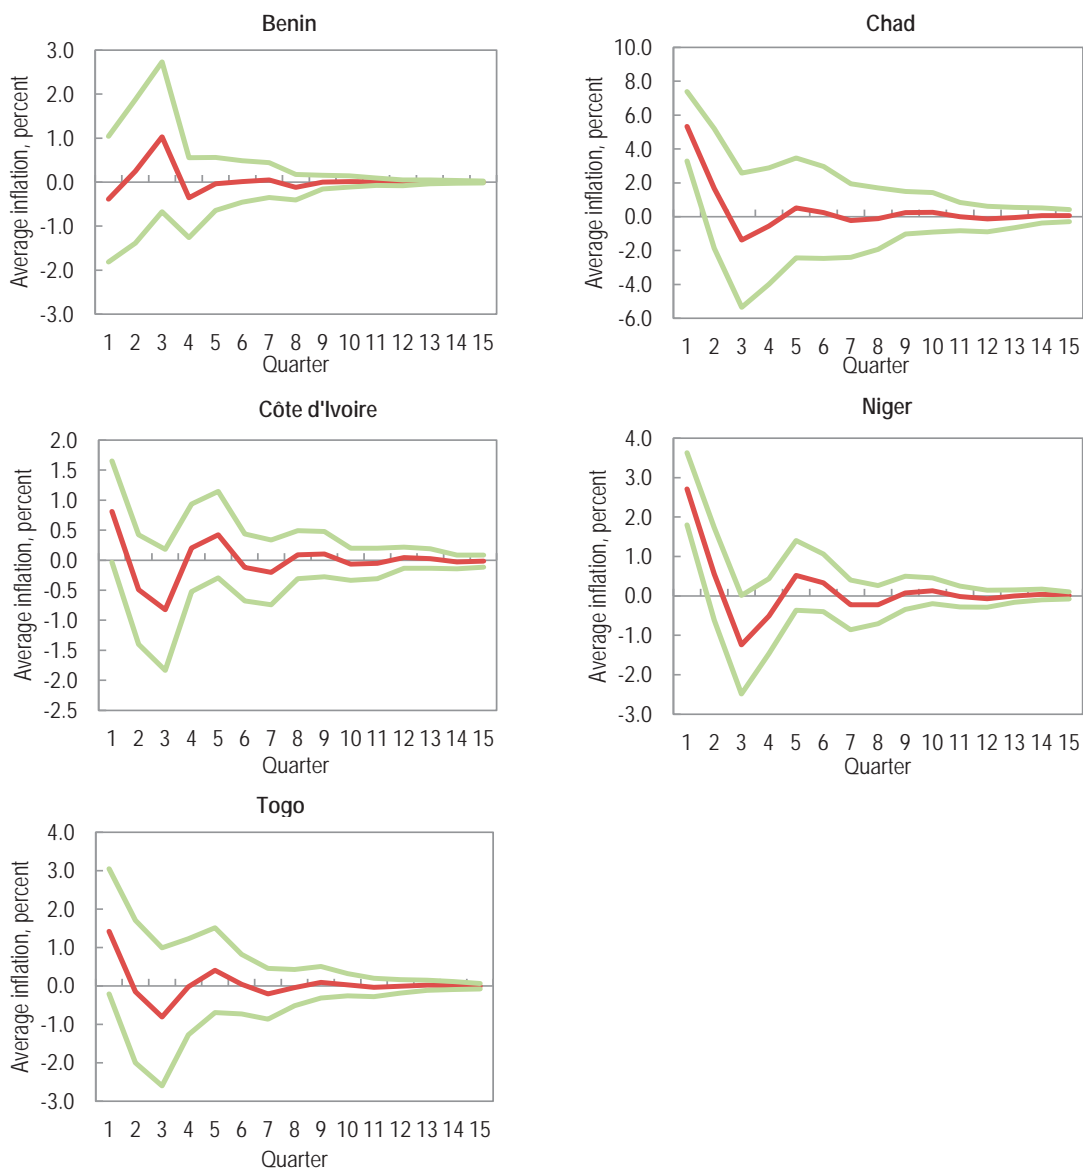 Benin
Average inflation, percent
3.0
2.0
1.0
0.0
-1.0
-2.0
-3.0
1 2 3 4 5 6 7 8 9 10 11 12 13 14 15
Quarter
Chad
Average inflation, percent
10.0
8.0
6.0
4.0
2.0
0.0
-2.0
-4.0
-6.0
1 2 3 4 5 6 7 8 9 10 11 12 13 14 15
Quarter
Côte d'Ivoire
Average inflation, percent
2.0
1.5
1.0
0.5
0.0
-0.5
-1.0
-1.5
-2.0
-2.5
1 2 3 4 5 6 7 8 9 10 11 12 13 14 15
Quarter
Niger
Average inflation, percent
4.0
3.0
2.0
1.0
0.0
-1.0
-2.0
-3.0
1 2 3 4 5 6 7 8 9 10 11 12 13 14 15
Quarter
Togo
Average inflation, percent
4.0
3.0
2.0
1.0
0.0
-1.0
-2.0
-3.0
1 2 3 4 5 6 7 8 9 10 11 12 13 14 15
Quarter